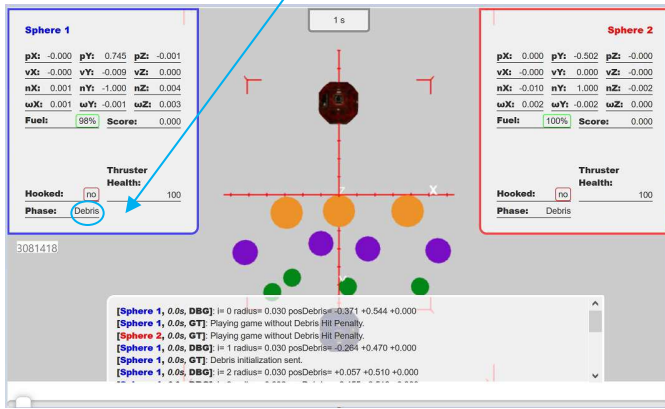 1 s
Sphere 1
pX: -0.000 pY: 0.745 pZ: -0.001
vX: -0.000 vY: -0.009 vZ: 0.000
nX: 0.001 nY: -1.000 nZ: 0.004
ωX: 0.001 ωY: -0.001 ωZ: 0.003
Fuel: 98% Score: 0.000
Thruster
Health:
Hooked: no 100
Phase: Debris
Sphere 2
pX: 0.000 pY: -0.502 pZ: -0.000
vX: -0.000 vY: 0.000 vZ: -0.000
nX: -0.010 nY: 1.000 nZ: -0.002
ωX: 0.002 ωY: -0.002 ωZ: 0.000
Fuel: 100% Score: 0.000
Thruster
Health:
Hooked: no 100
Phase: Debris
Z X
3081418
[Sphere 1, 0.0s, DBG]: i= 0 radius= 0.030 posDebris= -0.371 +0.544 +0.000
[Sphere 1, 0.0s, GT]: Playing game without Debris Hit Penalty.
[Sphere 2, 0.0s, GT]: Playing game without Debris Hit Penalty.
[Sphere 1, 0.0s, DBG]: i= 1 radius= 0.030 posDebris= -0.264 +0.470 +0.000
[Sphere 1, 0.0s, GT]: Debris initialization sent.
[Sphere 1, 0.0s, DBG]: i= 2 radius= 0.030 posDebris= +0.057 +0.510 +0.000